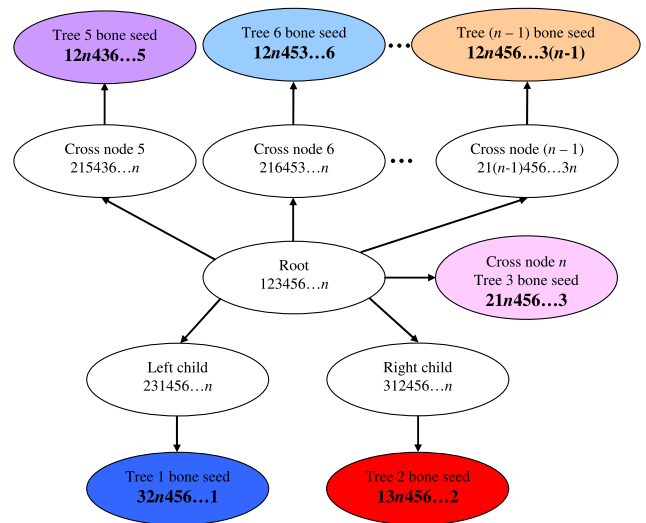 Tree 5 bone seed
12n436…5
Tree 6 bone seed
12n453…6
…
Tree (n – 1) bone seed
12n456…3(n-1)
Cross node 5
215436…n
Cross node 6
216453…n
…
Cross node (n – 1)
21(n-1)456…3n
Root
123456…n
Cross node n
Tree 3 bone seed
21n456…3
Left child
231456…n
Right child
312456…n
Tree 1 bone seed
32n456…1
Tree 2 bone seed
13n456…2